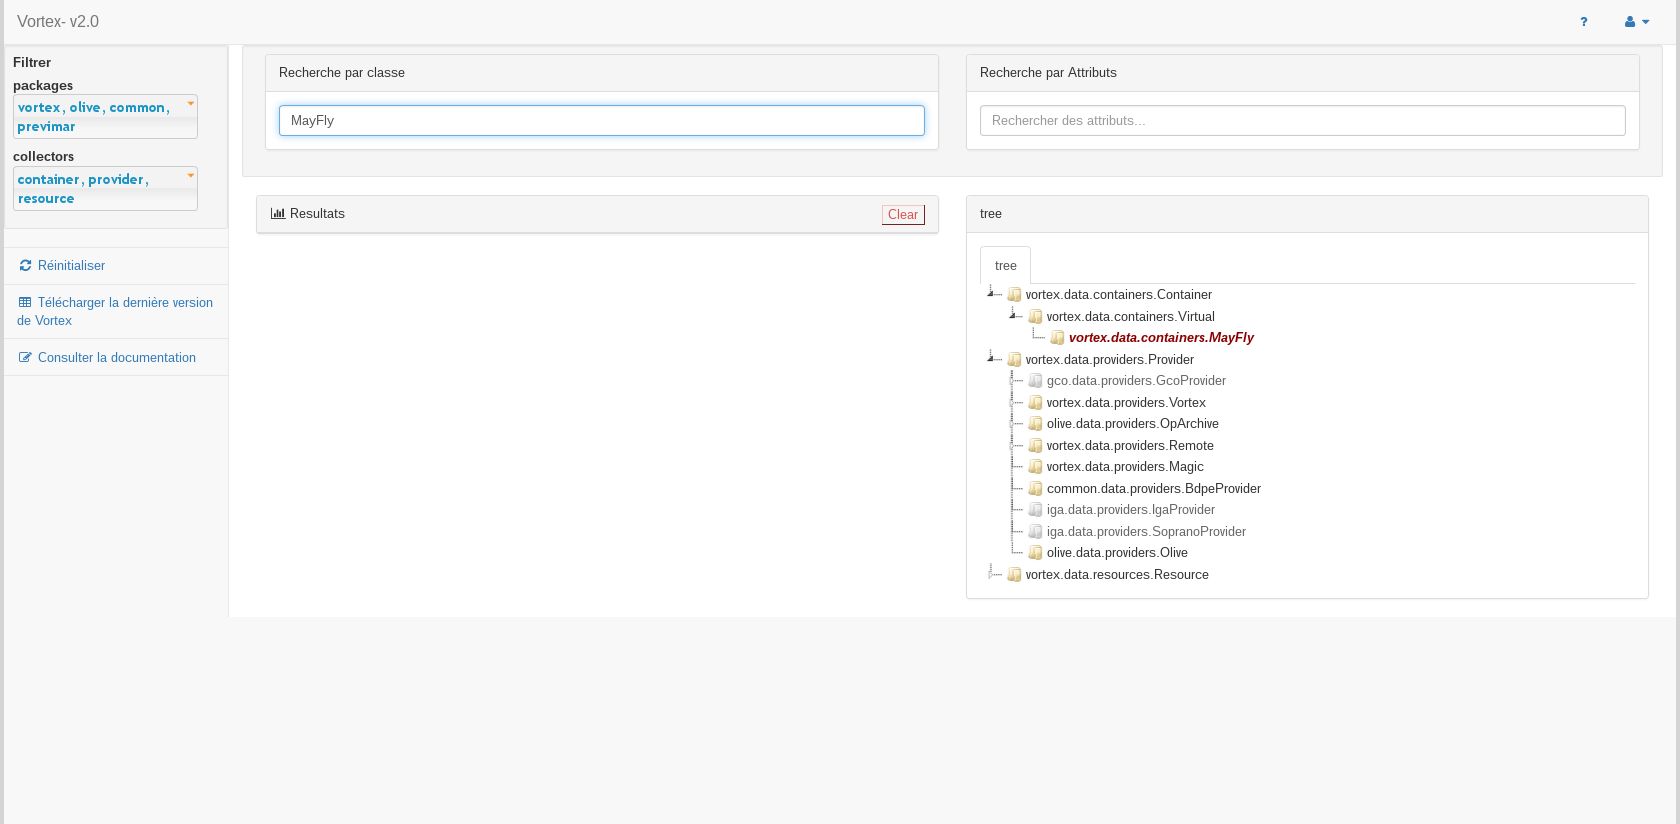 Vortex- v2.0
?
Filtrer
packages
vortex, olive, common,
previmar
collectors
container, provider,
resource
Réinitialiser
Télécharger la dernière version
de Vortex
Consulter la documentation
Recherche par classe
MayFly
Recherche par Attributs
Rechercher des attributs...
Resultats
Clear
tree
tree
vortex.data.containers.Container
vortex.data.containers.Virtual
vortex.data.containers.MayFly
vortex.data.providers.Provider
gco.data.providers.GcoProvider
vortex.data.providers.Vortex
olive.data.providers.OpArchive
vortex.data.providers.Remote
vortex.data.providers.Magic
common.data.providers.BdpeProvider
iga.data.providers.IgaProvider
iga.data.providers.SopranoProvider
olive.data.providers.Olive
vortex.data.resources.Resource